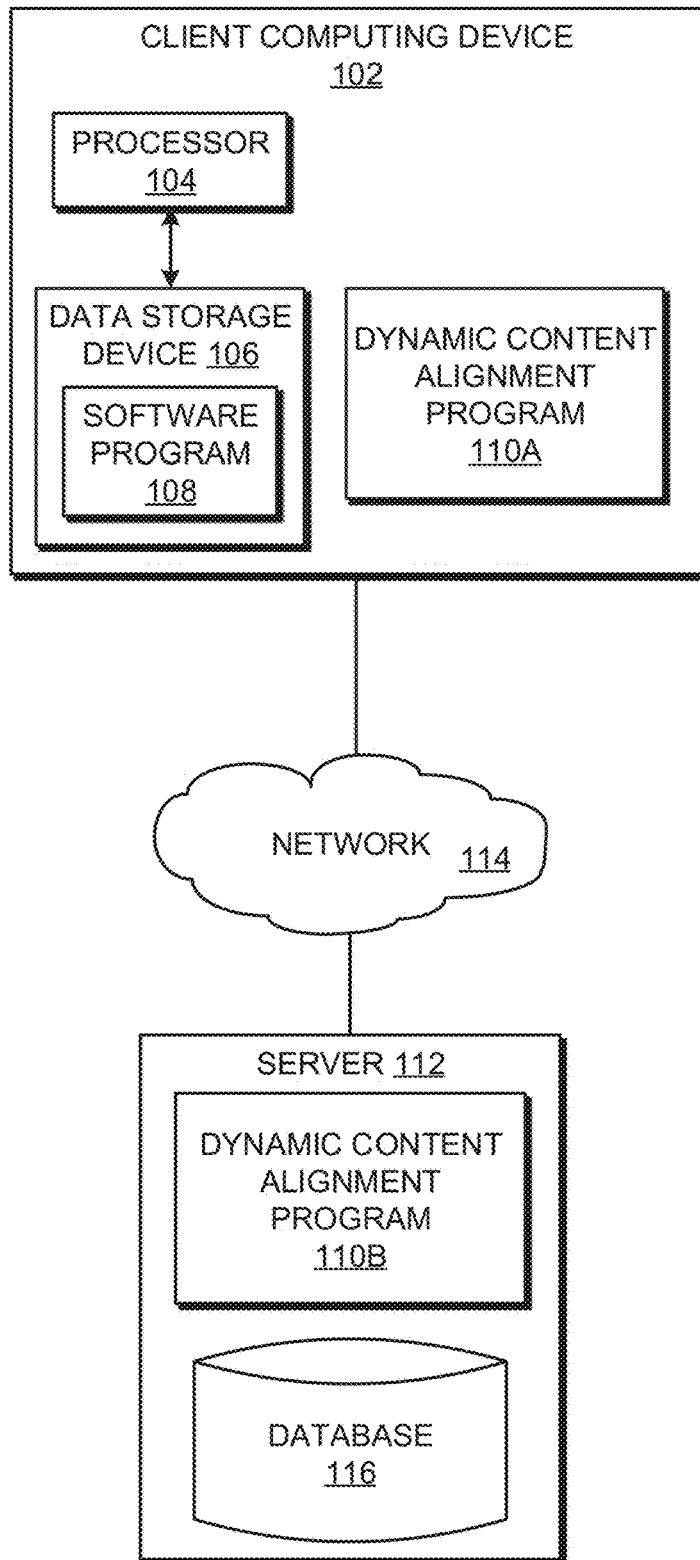 CLIENT COMPUTING DEVICE
102
PROCESSOR
104
DATA STORAGE
DEVICE 106
SOFTWARE
PROGRAM
108
DYNAMIC CONTENT
ALIGNMENT
PROGRAM
110A
NETWORK 114
SERVER 112
DYNAMIC CONTENT
ALIGNMENT
PROGRAM
110B
DATABASE
116